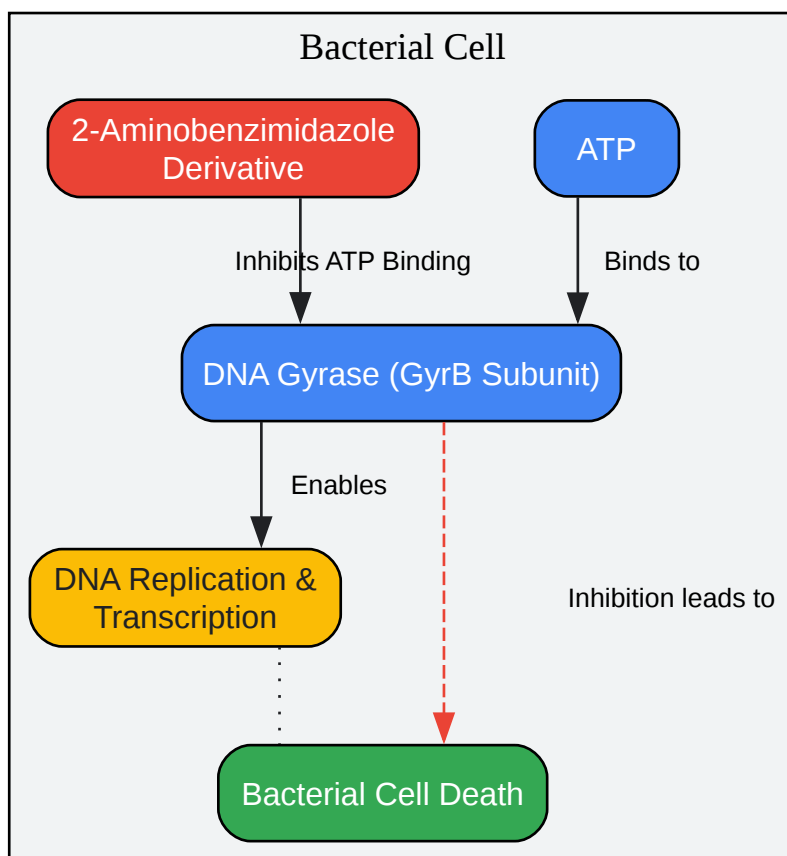 Bacterial Cell
2-Aminobenzimidazole
Derivative
ATP
Inhibits ATP Binding
Binds to
DNA Gyrase (GyrB Subunit)
Enables
DNA Replication &
Transcription
Inhibition leads to
Bacterial Cell Death